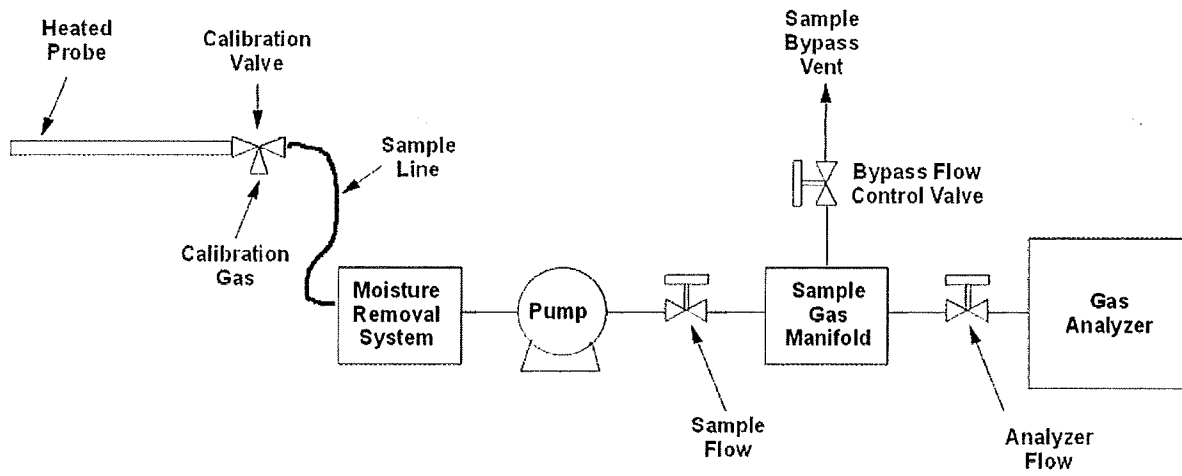 Heated
Probe
Calibration
Valve
Sample
Bypass
Vent
Sample
Line
Bypass Flow
Control Valve
Calibration
Gas
Moisture
Removal
System
Pump
Sample
Gas
Manifold
Gas
Analyzer
Sample
Flow
Analyzer
Flow